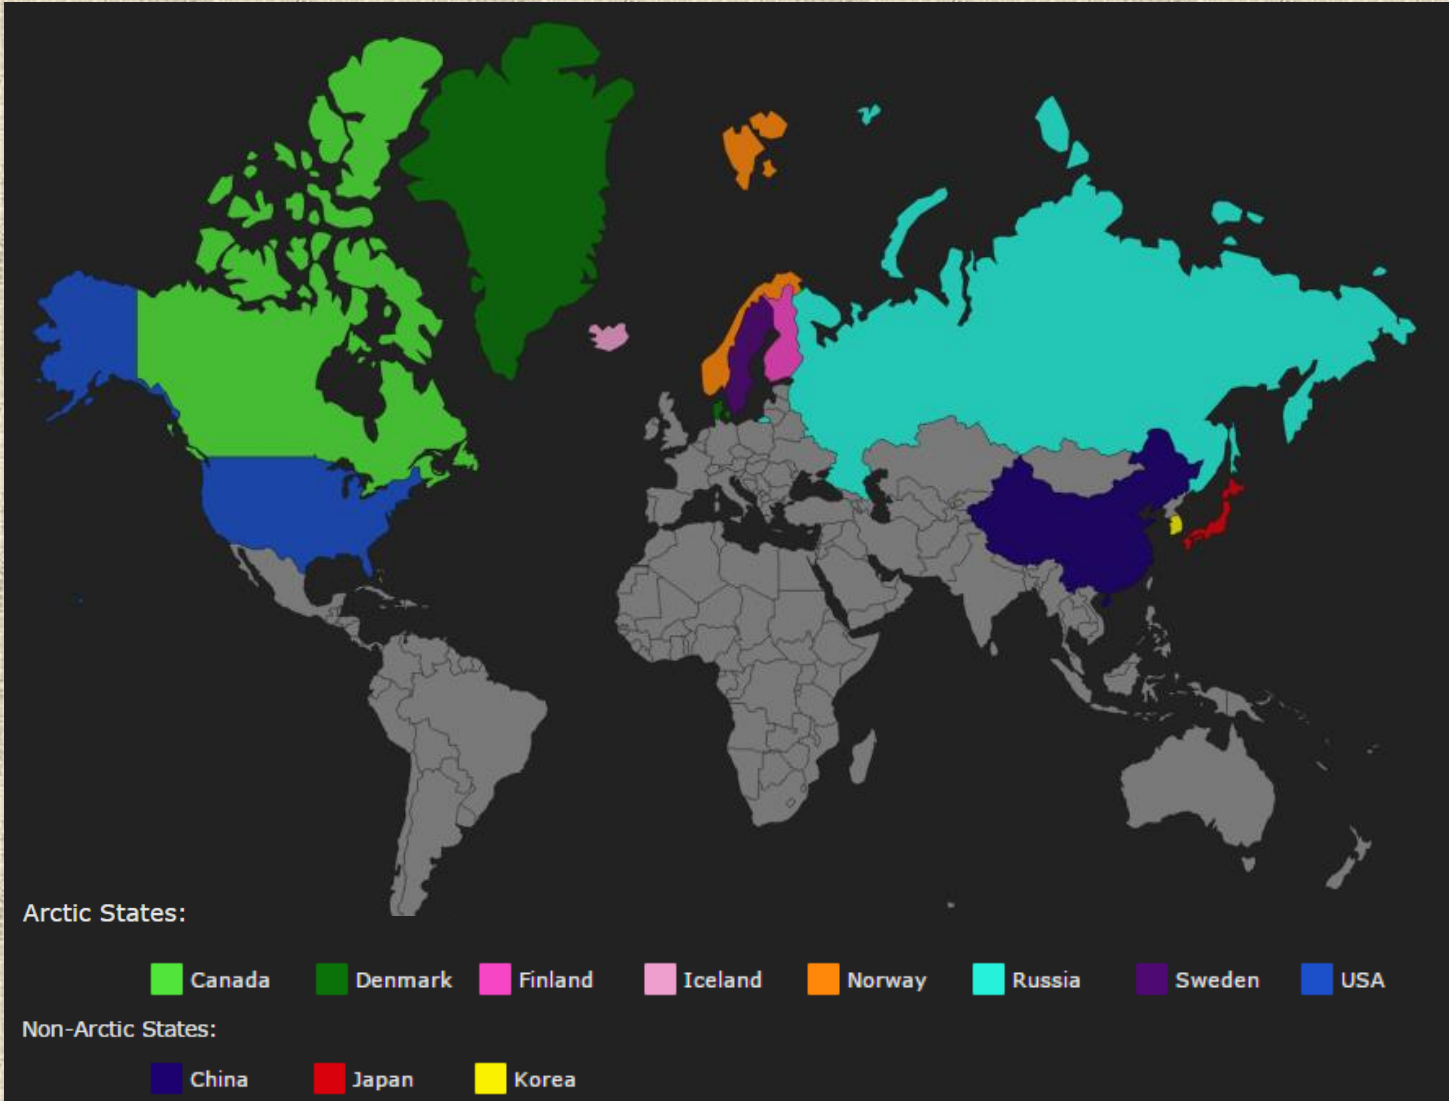 Arctic States:
Canada Denmark Finland Iceland Norway Russia Sweden USA
Non-Arctic States:
China Japan Korea